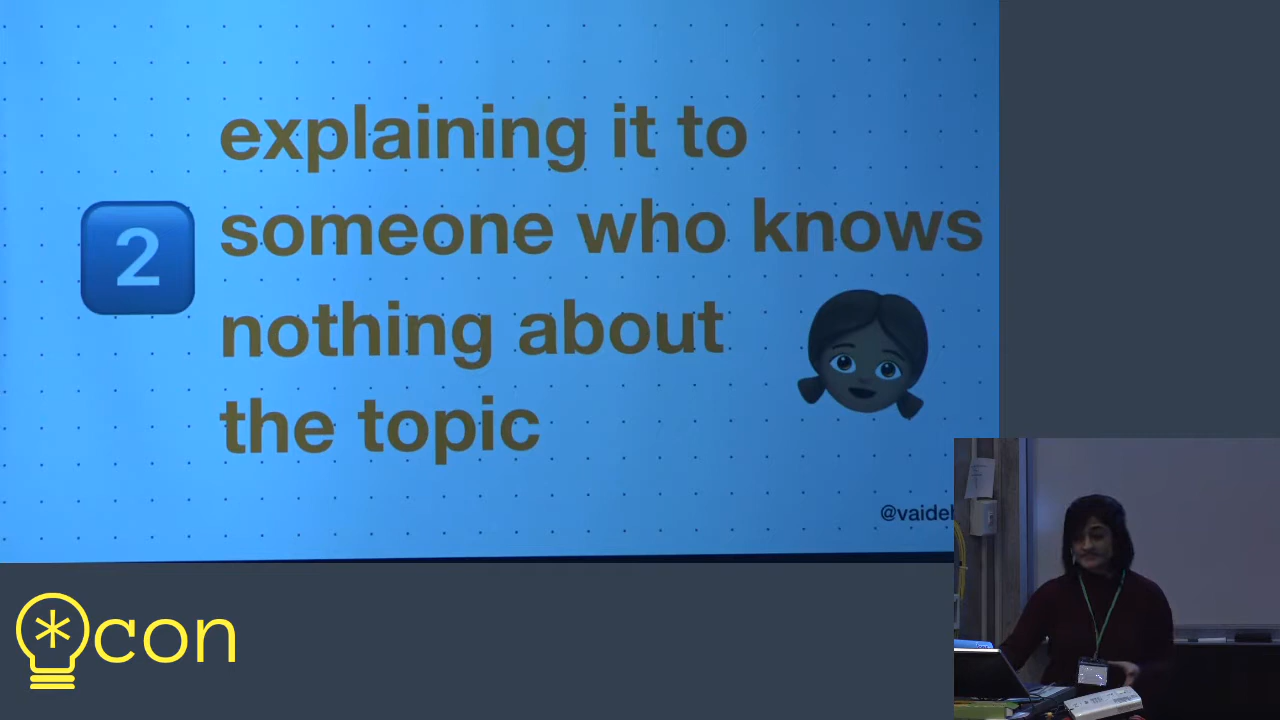 2
explaining it to
someone who knows
nothing about
the topic
@vaideh
*con